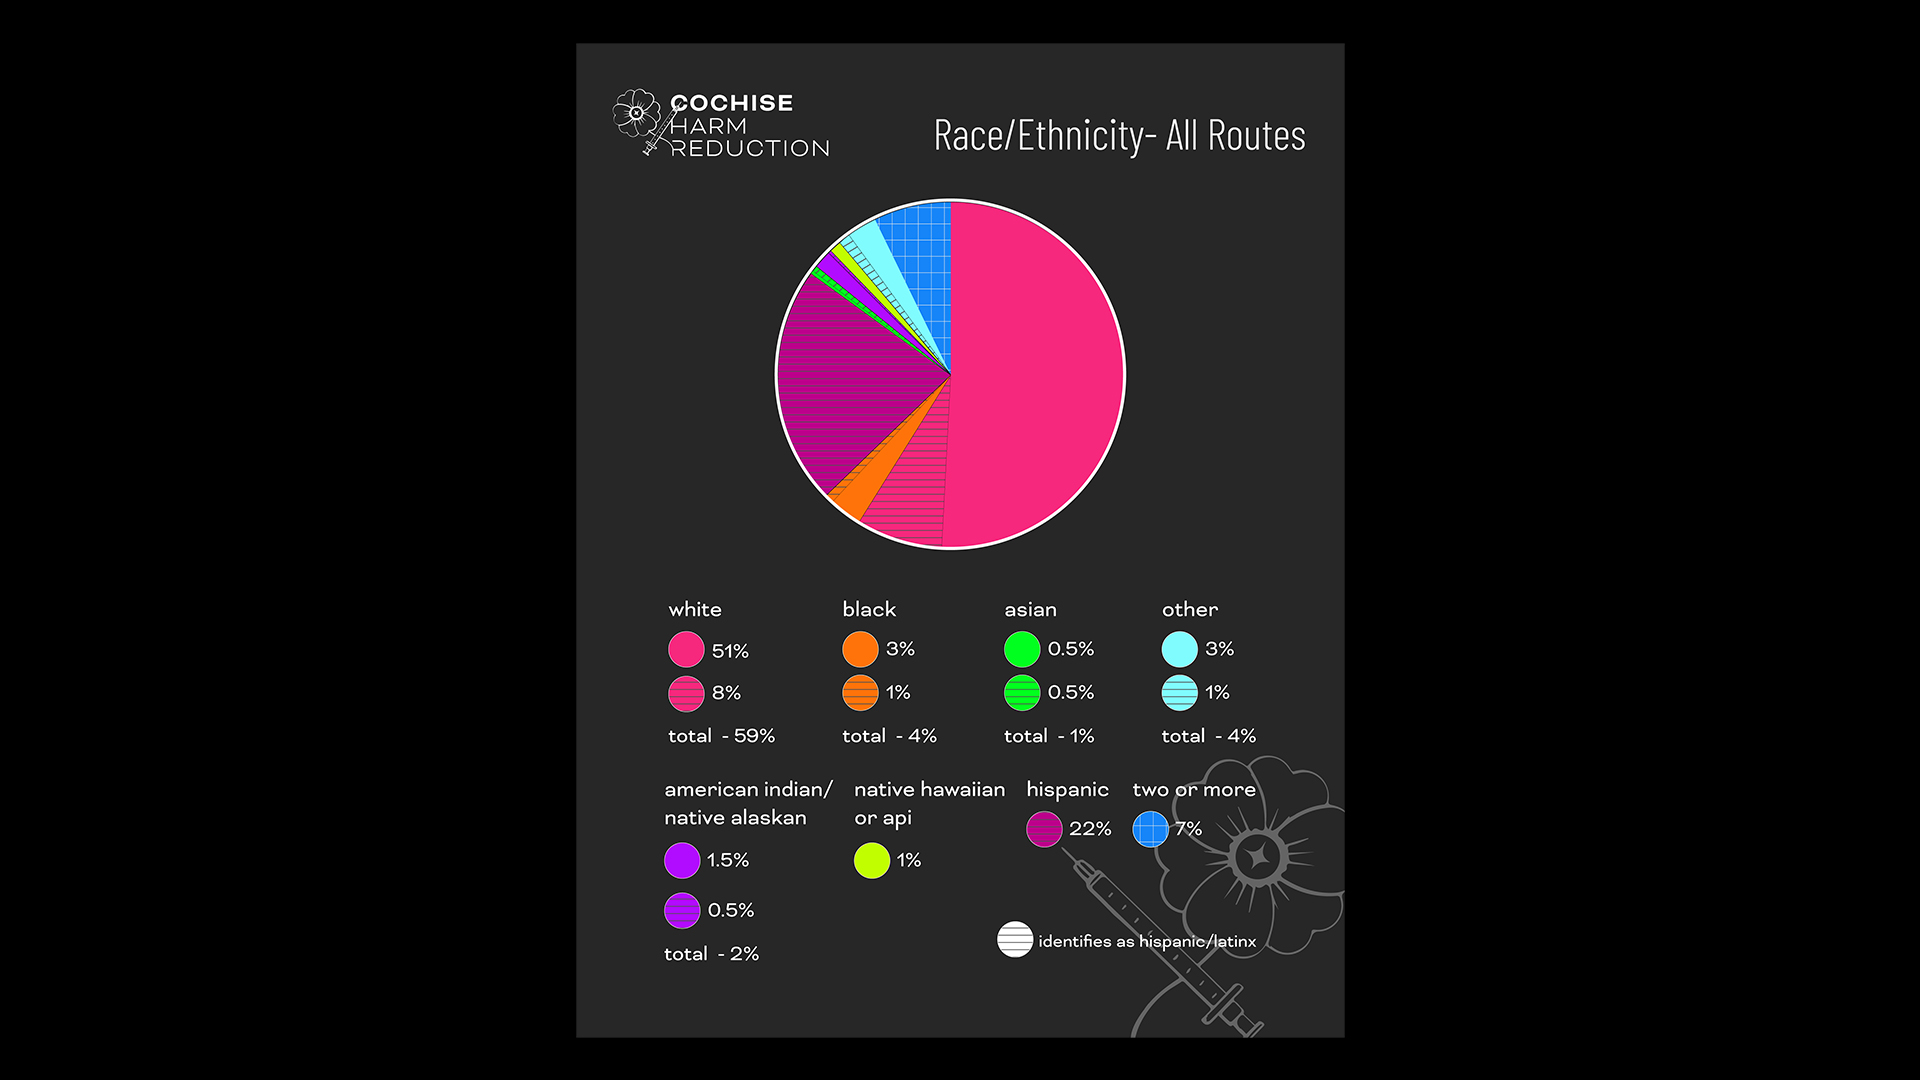 COCHISE
HARM
REDUCTION
Race/Ethnicity- All Routes
white
51%
8%
total - 59%
black
3%
1%
total - 4%
asian
0.5%
0.5%
total - 1%
other
3%
1%
total - 4%
american indian/
native alaskan
1.5%
0.5%
total - 2%
native hawaiian
or api
1%
hispanic
22%
two or more
7%
identifies as hispanic/latinx